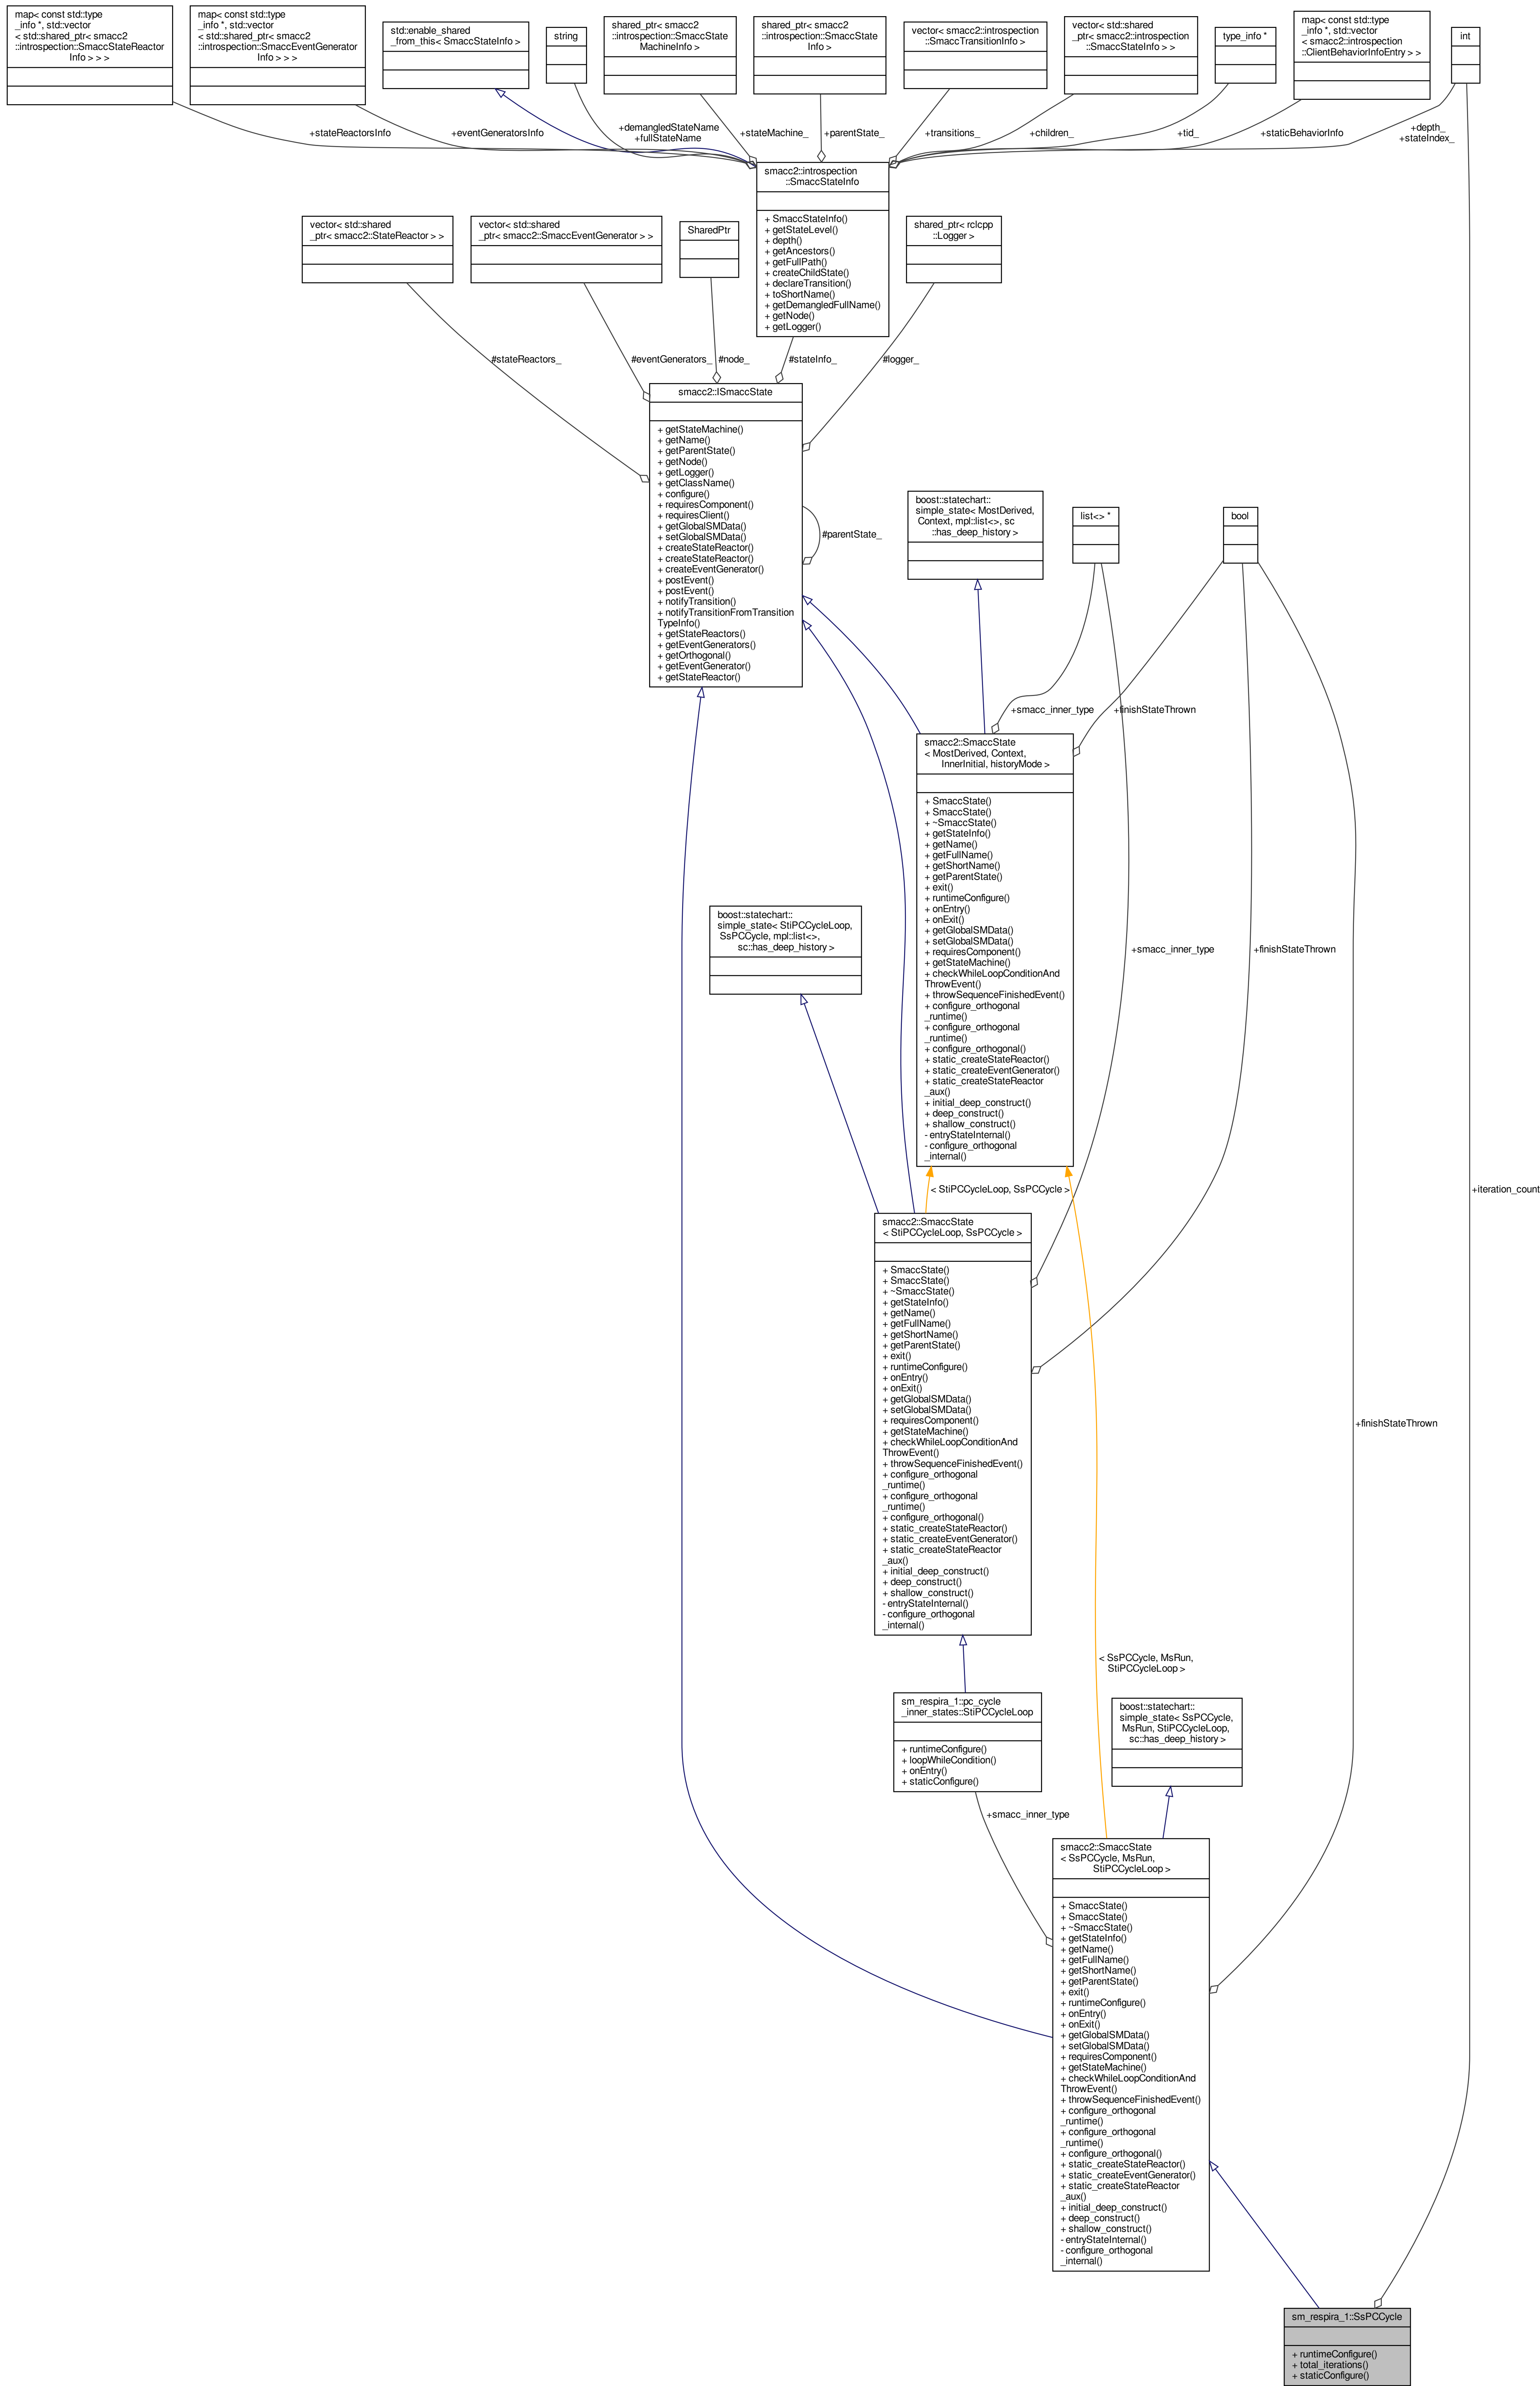 map< const std::type
_info *, std::vector
< std::shared_ptr< smacc2
::introspection::SmaccStateReactor
Info > > >
map< const std::type
_info *, std::vector
< std::shared_ptr< smacc2
::introspection::SmaccEventGenerator
Info > > >
std::enable_shared
_from_this< SmaccStateInfo >
string
shared_ptr< smacc2
::introspection::SmaccState
MachineInfo >
shared_ptr< smacc2
::introspection::SmaccState
Info >
vector< smacc2::introspection
::SmaccTransitionInfo >
vector< std::shared
_ptr< smacc2::introspection
::SmaccStateInfo > >
type_info *
map< const std::type
_info *, std::vector
< smacc2::introspection
::ClientBehaviorInfoEntry > >
int
+stateReactorsInfo
+eventGeneratorsInfo
+demangledStateName
+fullStateName
+stateMachine_
+parentState_
+transitions_
+children_
+tid_
+staticBehaviorInfo
+depth_
+stateIndex_
smacc2::introspection
::SmaccStateInfo
+ SmaccStateInfo()
+ getStateLevel()
+ depth()
+ getAncestors()
+ getFullPath()
+ createChildState()
+ declareTransition()
+ toShortName()
+ getDemangledFullName()
+ getNode()
+ getLogger()
vector< std::shared
_ptr< smacc2::StateReactor > >
vector< std::shared
_ptr< smacc2::SmaccEventGenerator > >
SharedPtr
shared_ptr< rclcpp
::Logger >
#stateReactors_
#eventGenerators_
#node_
#stateInfo_
#logger_
smacc2::ISmaccState
+ getStateMachine()
+ getName()
+ getParentState()
+ getNode()
+ getLogger()
+ getClassName()
+ configure()
+ requiresComponent()
+ requiresClient()
+ getGlobalSMData()
+ setGlobalSMData()
+ createStateReactor()
+ createStateReactor()
+ createEventGenerator()
+ postEvent()
+ postEvent()
+ notifyTransition()
+ notifyTransitionFromTransition
TypeInfo()
+ getStateReactors()
+ getEventGenerators()
+ getOrthogonal()
+ getEventGenerator()
+ getStateReactor()
#parentState_
boost::statechart::
simple_state< MostDerived,
Context, mpl::list<>, sc
::has_deep_history >
list<> *
bool
+smacc_inner_type
+finishStateThrown
smacc2::SmaccState
< MostDerived, Context,
InnerInitial, historyMode >
+ SmaccState()
+ SmaccState()
+ ~SmaccState()
+ getStateInfo()
+ getName()
+ getFullName()
+ getShortName()
+ getParentState()
+ exit()
+ runtimeConfigure()
+ onEntry()
+ onExit()
+ getGlobalSMData()
+ setGlobalSMData()
+ requiresComponent()
+ getStateMachine()
+ checkWhileLoopConditionAnd
ThrowEvent()
+ throwSequenceFinishedEvent()
+ configure_orthogonal
_runtime()
+ configure_orthogonal
_runtime()
+ configure_orthogonal()
+ static_createStateReactor()
+ static_createEventGenerator()
+ static_createStateReactor
_aux()
+ initial_deep_construct()
+ deep_construct()
+ shallow_construct()
- entryStateInternal()
- configure_orthogonal
_internal()
boost::statechart::
simple_state< StiPCCycleLoop,
SsPCCycle, mpl::list<>,
sc::has_deep_history >
+smacc_inner_type
+finishStateThrown
< StiPCCycleLoop, SsPCCycle >
+iteration_count
smacc2::SmaccState
< StiPCCycleLoop, SsPCCycle >
+ SmaccState()
+ SmaccState()
+ ~SmaccState()
+ getStateInfo()
+ getName()
+ getFullName()
+ getShortName()
+ getParentState()
+ exit()
+ runtimeConfigure()
+ onEntry()
+ onExit()
+ getGlobalSMData()
+ setGlobalSMData()
+ requiresComponent()
+ getStateMachine()
+ checkWhileLoopConditionAnd
ThrowEvent()
+ throwSequenceFinishedEvent()
+ configure_orthogonal
_runtime()
+ configure_orthogonal
_runtime()
+ configure_orthogonal()
+ static_createStateReactor()
+ static_createEventGenerator()
+ static_createStateReactor
_aux()
+ initial_deep_construct()
+ deep_construct()
+ shallow_construct()
- entryStateInternal()
- configure_orthogonal
_internal()
+finishStateThrown
< SsPCCycle, MsRun,
StiPCCycleLoop >
sm_respira_1::pc_cycle
_inner_states::StiPCCycleLoop
+ runtimeConfigure()
+ loopWhileCondition()
+ onEntry()
+ staticConfigure()
boost::statechart::
simple_state< SsPCCycle,
MsRun, StiPCCycleLoop,
sc::has_deep_history >
+smacc_inner_type
smacc2::SmaccState
< SsPCCycle, MsRun,
StiPCCycleLoop >
+ SmaccState()
+ SmaccState()
+ ~SmaccState()
+ getStateInfo()
+ getName()
+ getFullName()
+ getShortName()
+ getParentState()
+ exit()
+ runtimeConfigure()
+ onEntry()
+ onExit()
+ getGlobalSMData()
+ setGlobalSMData()
+ requiresComponent()
+ getStateMachine()
+ checkWhileLoopConditionAnd
ThrowEvent()
+ throwSequenceFinishedEvent()
+ configure_orthogonal
_runtime()
+ configure_orthogonal
_runtime()
+ configure_orthogonal()
+ static_createStateReactor()
+ static_createEventGenerator()
+ static_createStateReactor
_aux()
+ initial_deep_construct()
+ deep_construct()
+ shallow_construct()
- entryStateInternal()
- configure_orthogonal
_internal()
sm_respira_1::SsPCCycle
+ runtimeConfigure()
+ total_iterations()
+ staticConfigure()